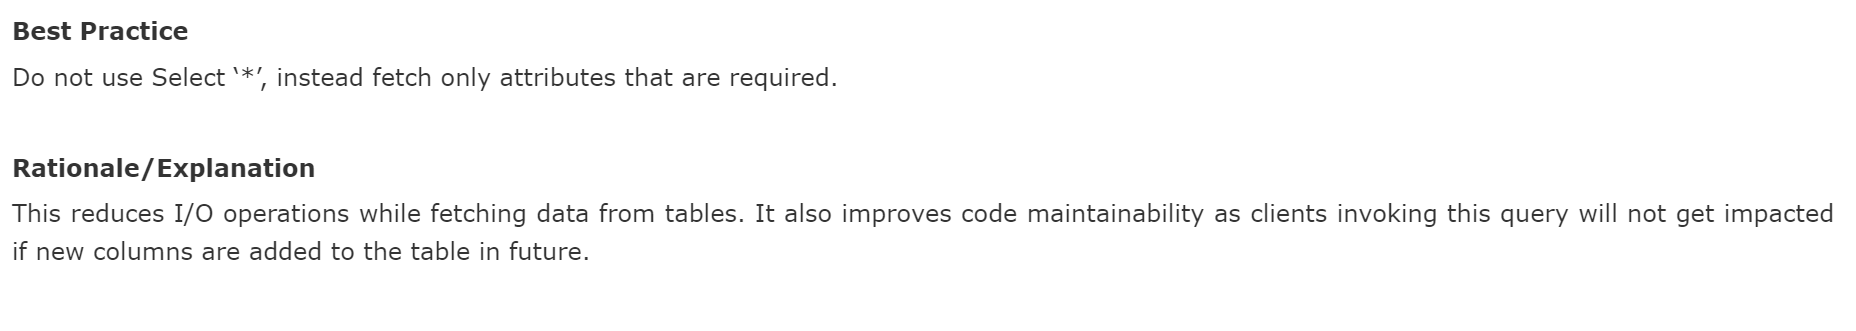 Best Practice
Do not use Select ‘*’, instead fetch only attributes that are required.
Rationale/Explanation
This reduces I/O operations while fetching data from tables. It also improves code maintainability as clients invoking this query will not get impacted
if new columns are added to the table in future.